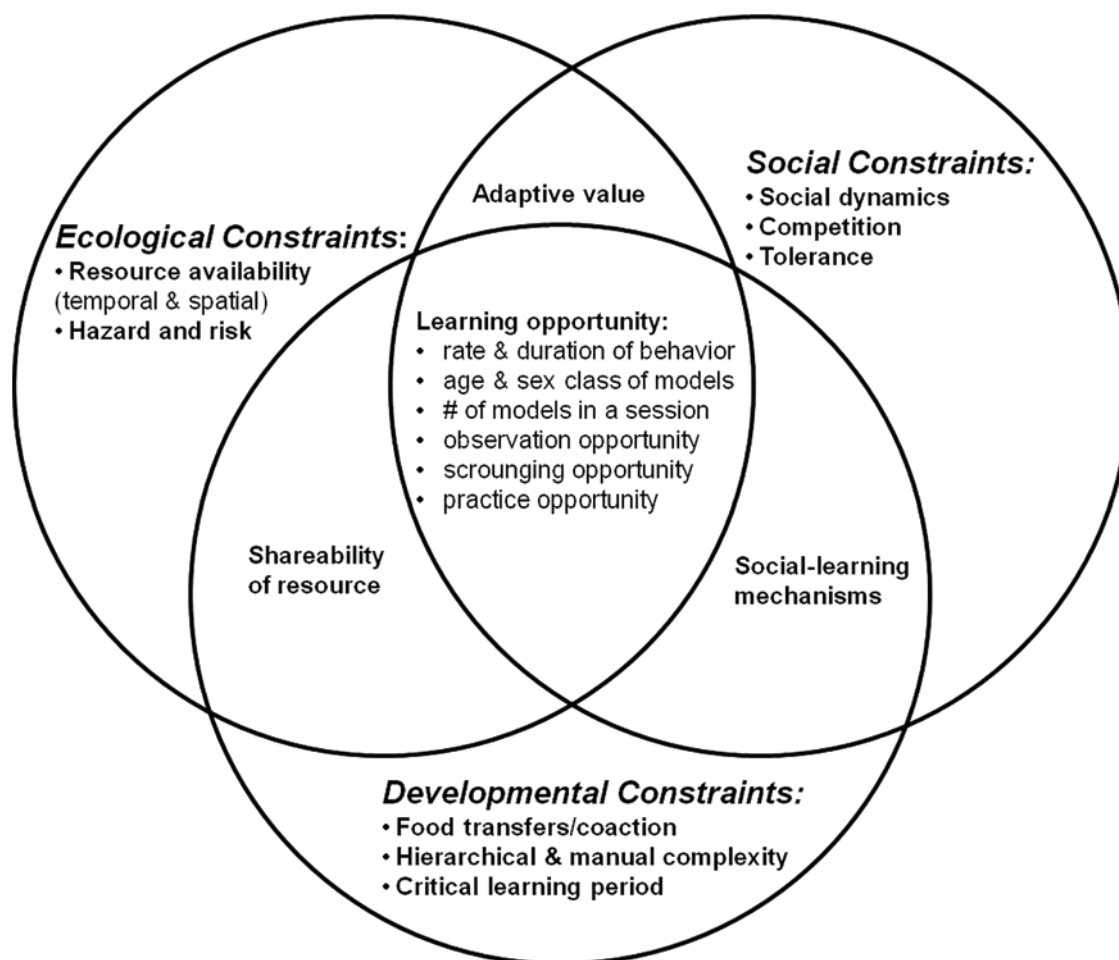 Adaptive value
Social Constraints:
• Social dynamics
• Competition
• Tolerance
Ecological Constraints:
• Resource availability
(temporal & spatial)
• Hazard and risk
Learning opportunity:
• rate & duration of behavior
• age & sex class of models
• # of models in a session
• observation opportunity
• scrounging opportunity
• practice opportunity
Shareability
of resource
Social-learning
mechanisms
Developmental Constraints:
• Food transfers/coaction
• Hierarchical & manual complexity
• Critical learning period